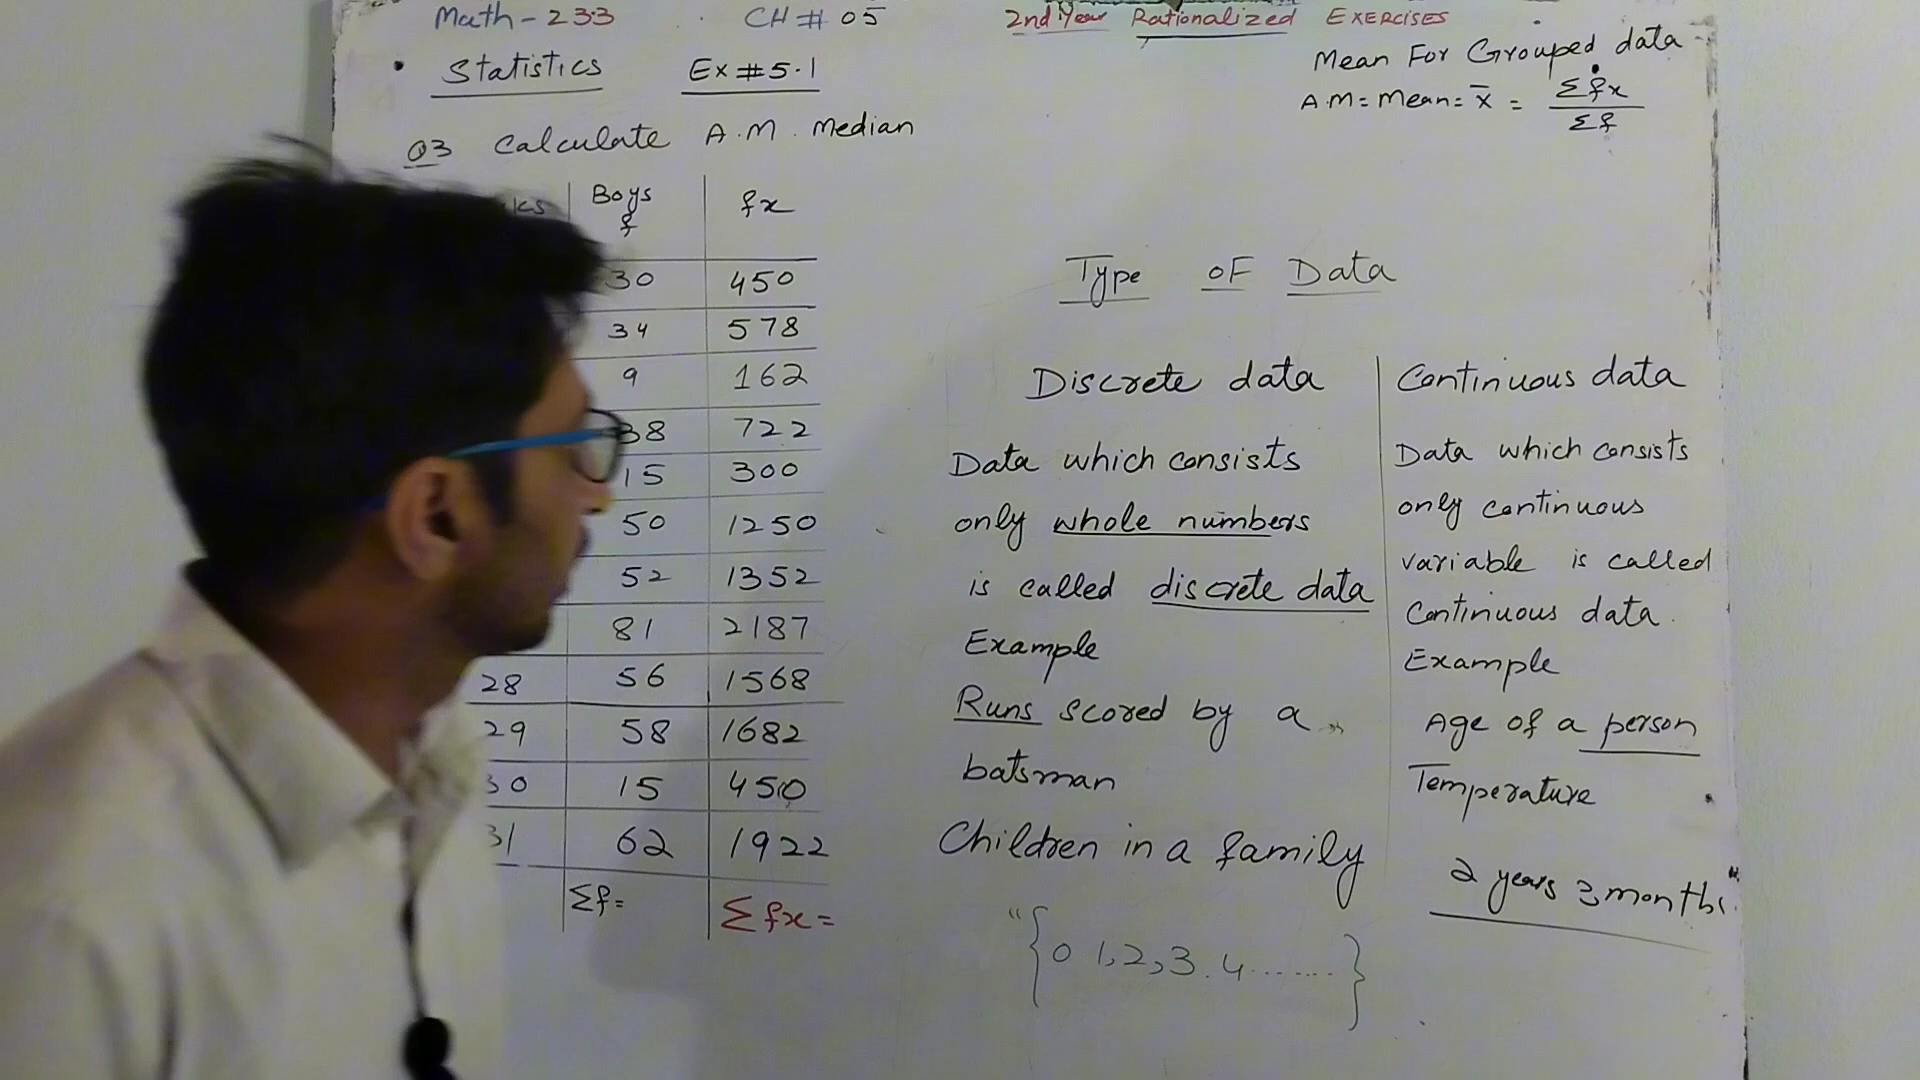 Math-233 CH# 05 2nd Year Rationalized EXERCISES
Statistics Ex#5.1
Mean For Grouped data
A.M = Mean = x̄ = Σfx / Σf
Q3 Calculate A.M. Median
Boys f | fx
30 | 450
34 | 578
9 | 162
38 | 722
15 | 300
50 | 1250
52 | 1352
81 | 2187
28 | 56 | 1568
29 | 58 | 1682
30 | 15 | 450
31 | 62 | 1922
Σf= | Σfx=
Type OF Data
Discrete data
Data which consists
only whole numbers
is called discrete data
Example
Runs scored by a
batsman
Children in a family
{0 1,2,3.4.......}
Continuous data
Data which consists
only continuous
variable is called
Continuous data.
Example
Age of a person
Temperature
2 years 3 months